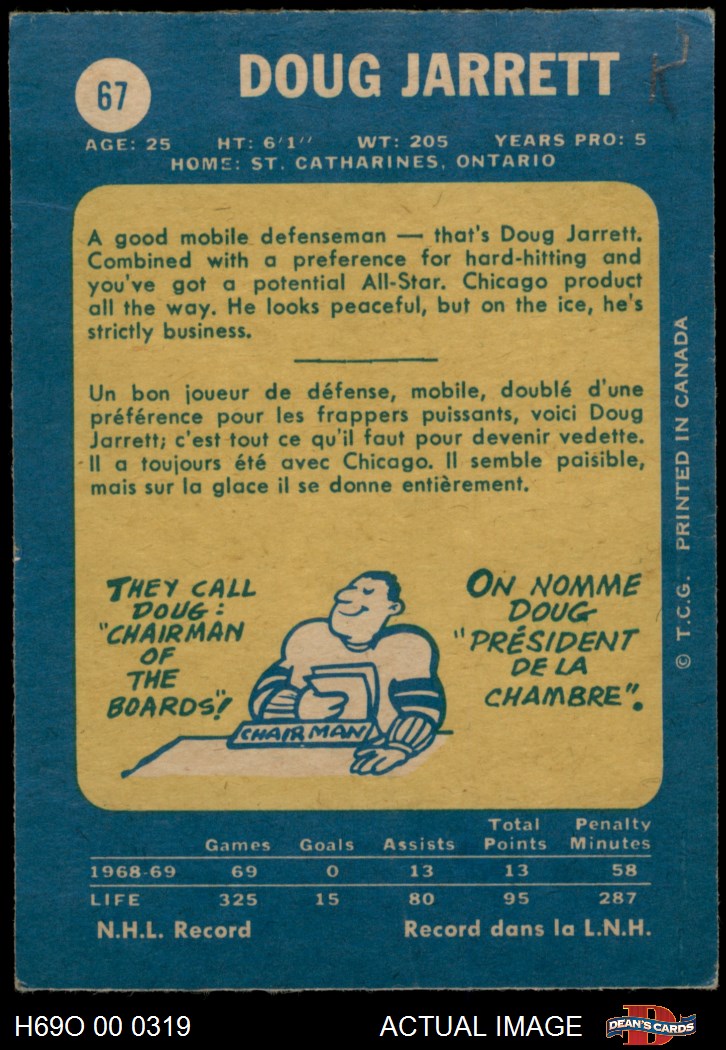 67
DOUG JARRETT
AGE: 25 HT: 6'1" WT: 205 YEARS PRO: 5
HOME: ST. CATHARINES, ONTARIO
A good mobile defenseman — that's Doug Jarrett.
Combined with a preference for hard-hitting and
you've got a potential All-Star. Chicago product
all the way. He looks peaceful, but on the ice, he's
strictly business.
Un bon joueur de défense, mobile, doublé d'une
préférence pour les frappers puissants, voici Doug
Jarrett; c'est tout ce qu'il faut pour devenir vedette.
Il a toujours été avec Chicago. Il semble paisible,
mais sur la glace il se donne entièrement.
THEY CALL
DOUG:
"CHAIRMAN
OF
THE
BOARDS"!
CHAIRMAN
ON NOMME
DOUG
"PRÉSIDENT
DE LA
CHAMBRE".
© T.C.G. PRINTED IN CANADA
Games Goals Assists Total Points Penalty Minutes
1968-69 69 0 13 13 58
LIFE 325 15 80 95 287
N.H.L. Record Record dans la L.N.H.
H69O 00 0319 ACTUAL IMAGE
D
DEAN'S CARDS